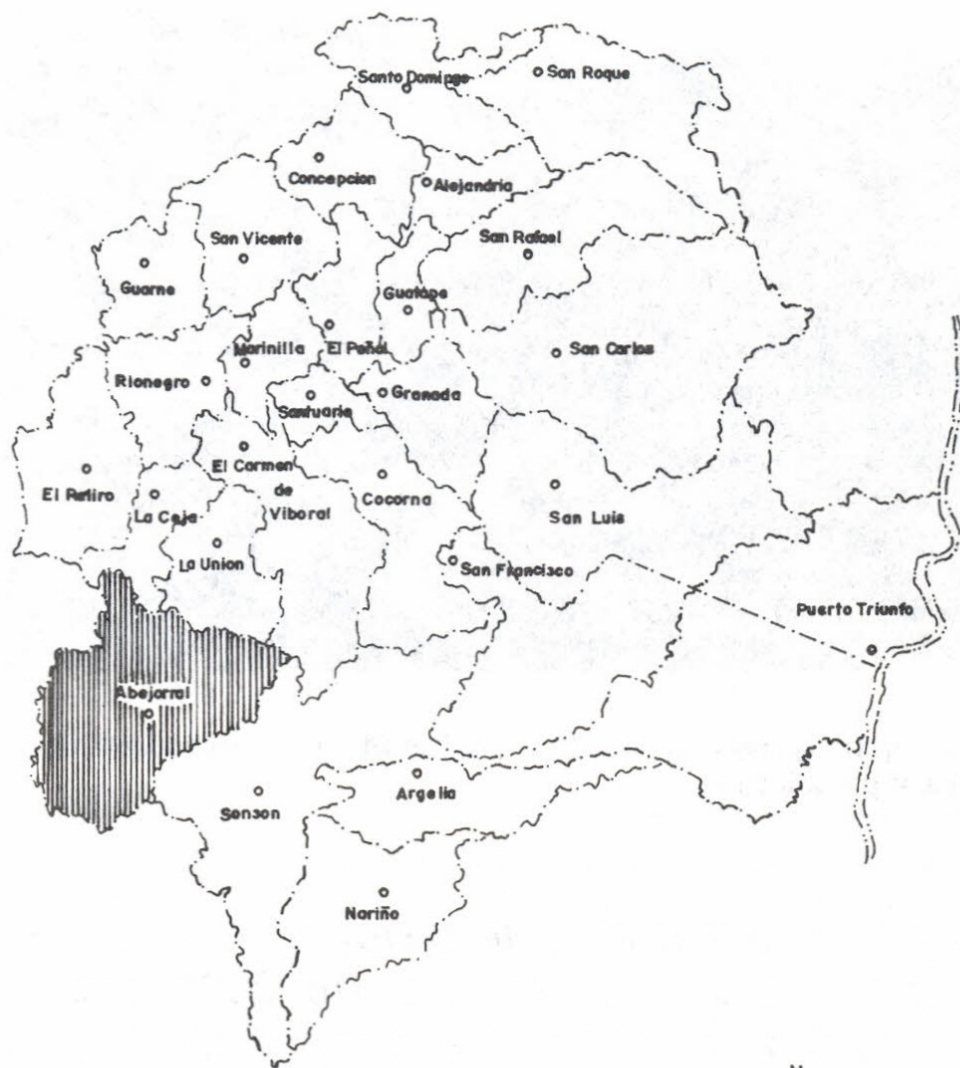 San Roque
Santo Domingo
Concepcion
Alejandria
San Vicente
San Rafael
Guarne
Guatape
Marinilla
El Peñol
San Carlos
Rionegro
Granada
Santuario
El Carmen
de
Viboral
El Retiro
La Ceja
Cocorna
San Luis
La Union
San Francisco
Puerto Triunfo
Abejorral
Argelia
Sonson
Nariño